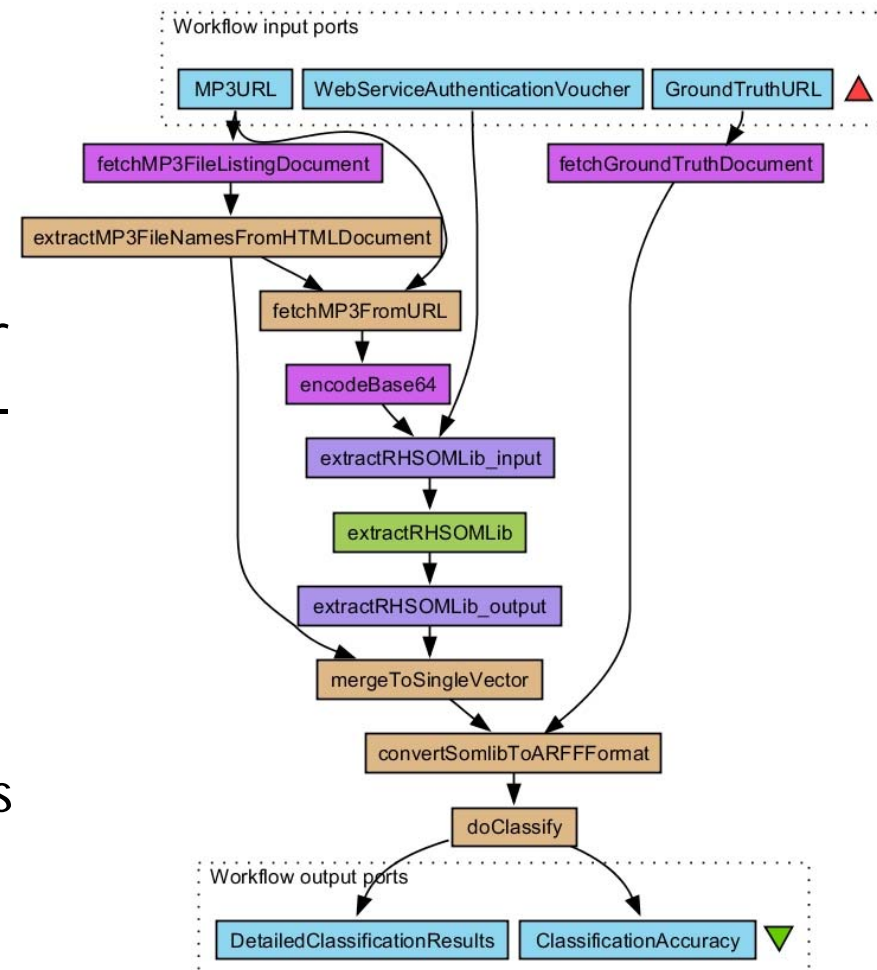 Workflow input ports
MP3URL
WebServiceAuthenticationVoucher
GroundTruthURL
fetchMP3FileListingDocument
fetchGroundTruthDocument
extractMP3FileNamesFromHTMLDocument
fetchMP3FromURL
encodeBase64
extractRHSOMLib_input
extractRHSOMLib
extractRHSOMLib_output
mergeToSingleVector
convertSomlibToARFFFormat
s
doClassify
Workflow output ports
DetailedClassificationResults
ClassificationAccuracy